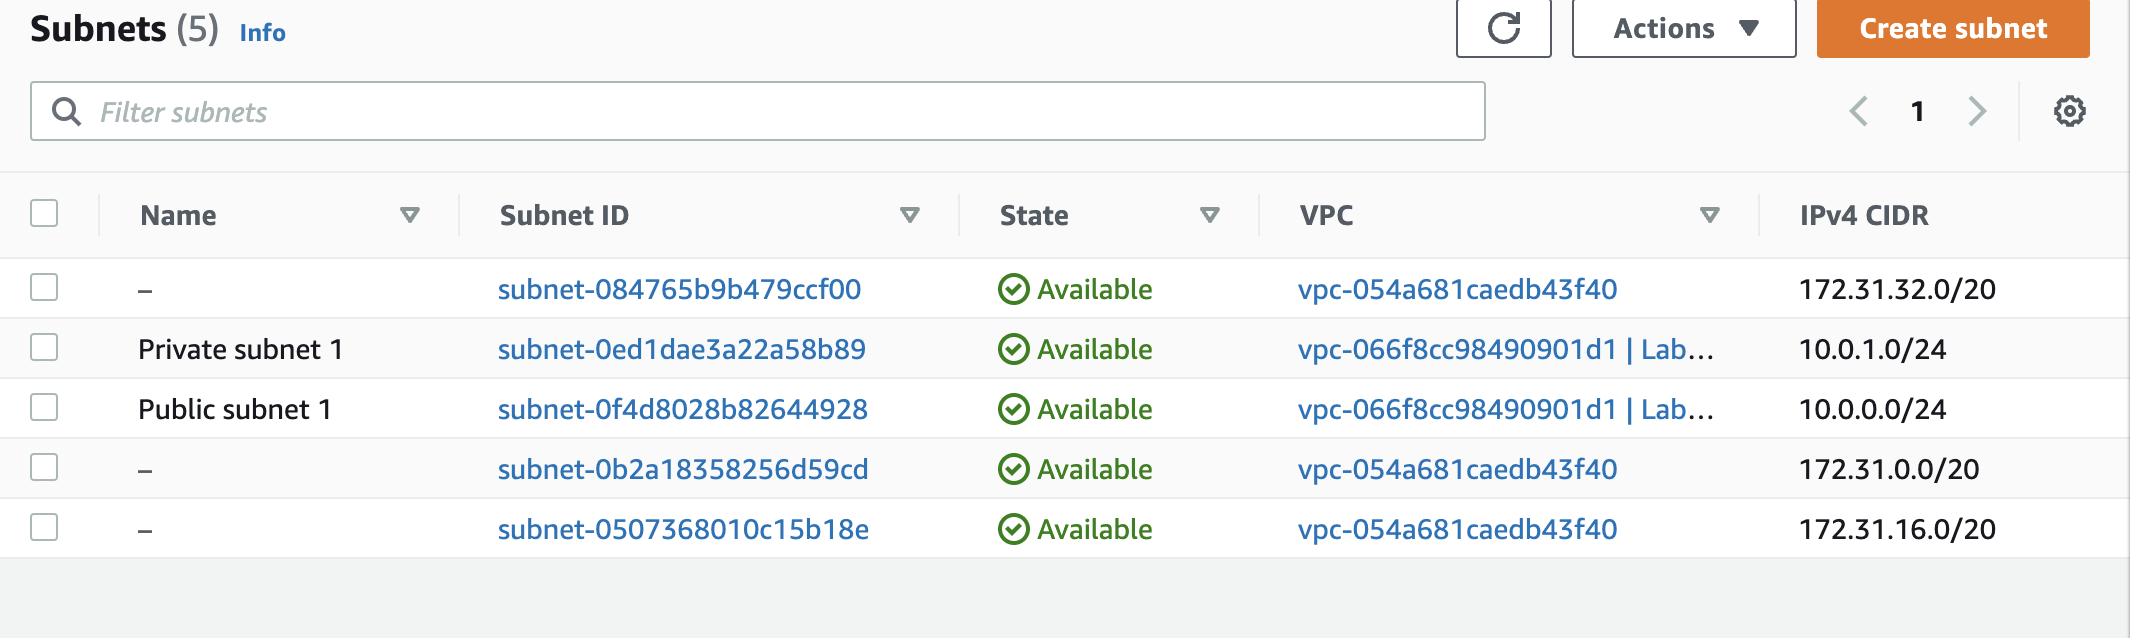 Subnets (5) Info Actions Create subnet
Filter subnets 1
Name Subnet ID State VPC IPv4 CIDR
– subnet-084765b9b479ccf00 Available vpc-054a681caedb43f40 172.31.32.0/20
Private subnet 1 subnet-0ed1dae3a22a58b89 Available vpc-066f8cc98490901d1 | Lab... 10.0.1.0/24
Public subnet 1 subnet-0f4d8028b82644928 Available vpc-066f8cc98490901d1 | Lab... 10.0.0.0/24
– subnet-0b2a18358256d59cd Available vpc-054a681caedb43f40 172.31.0.0/20
– subnet-0507368010c15b18e Available vpc-054a681caedb43f40 172.31.16.0/20